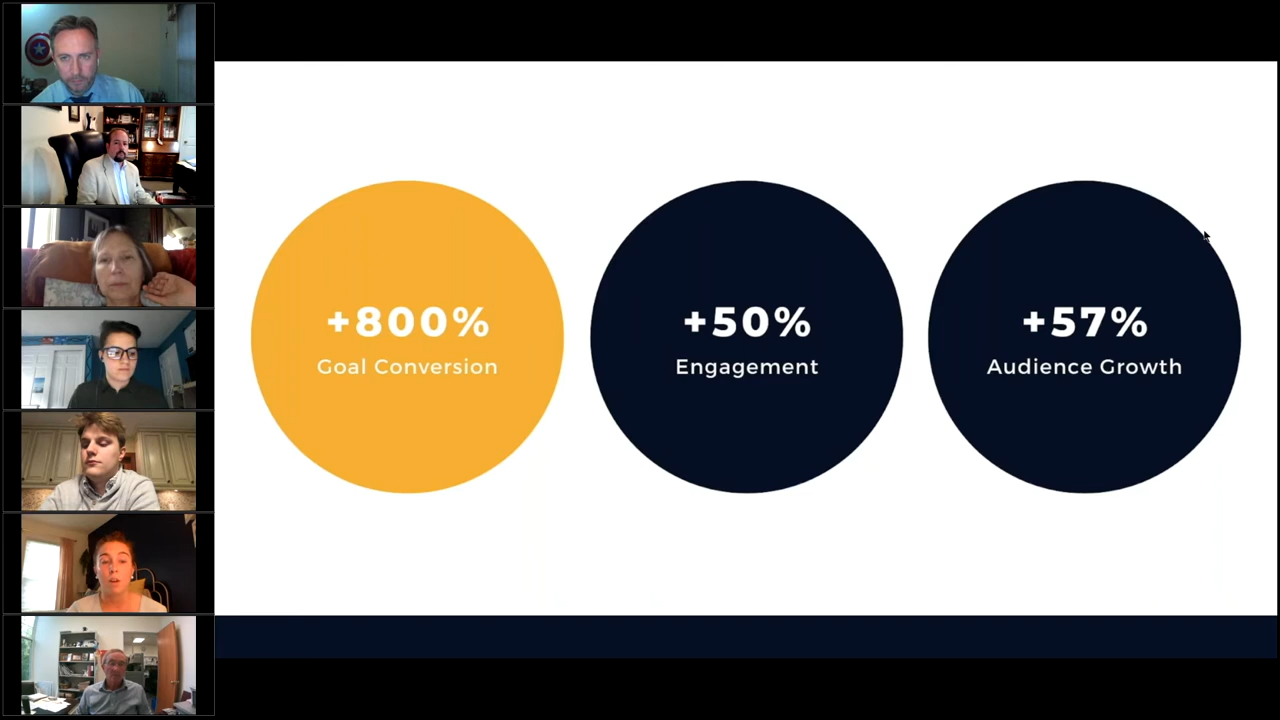 +800%
Goal Conversion
+50%
Engagement
+57%
Audience Growth